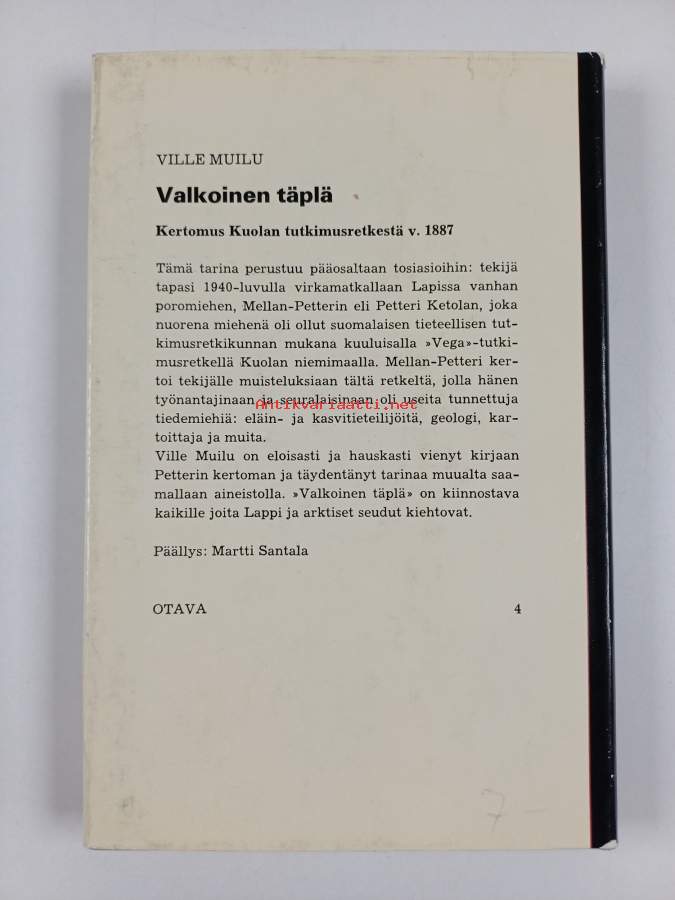 VILLE MUILU
Valkoinen täplä
Kertomus Kuolan tutkimusretkestä v. 1887
Tämä tarina perustuu pääosaltaan tosiasioihin: tekijä
tapasi 1940-luvulla virkamatkallaan Lapissa vanhan
poromiehen, Mellan-Petterin eli Petteri Ketolan, joka
nuorena miehenä oli ollut suomalaisen tieteellisen tut-
kimusretkikunnan mukana kuuluisalla »Vega»-tutki-
musretkellä Kuolan niemimaalla. Mellan-Petteri ker-
toi tekijälle muisteluksiaan tältä retkeltä, jolla hänen
työnantajinaan ja seuralaisinaan oli useita tunnettuja
Antikvariaatti.net
tiedemiehiä: eläin- ja kasvitieteilijöitä, geologi, kar-
toittaja ja muita.
Ville Muilu on eloisasti ja hauskasti vienyt kirjaan
Petterin kertoman ja täydentänyt tarinaa muualta saa-
mallaan aineistolla. »Valkoinen täplä» on kiinnostava
kaikille joita Lappi ja arktiset seudut kiehtovat.
Päällys: Martti Santala
OTAVA 4
7-